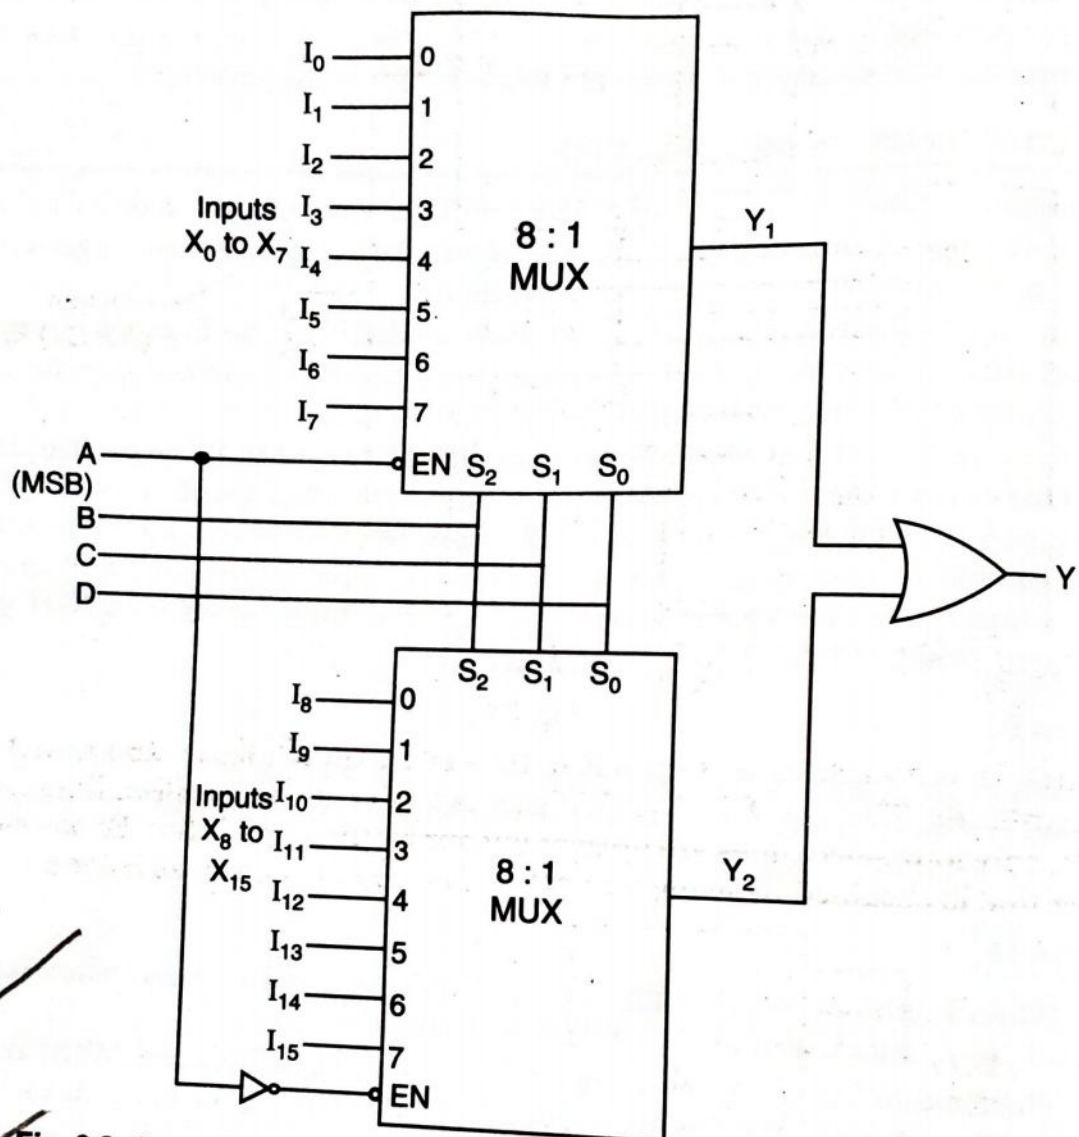 I₀ 0
I₁ 1
I₂ 2
Inputs
X₀ to X₇
I₃ 3
I₄ 4
I₅ 5
I₆ 6
I₇ 7
8 : 1
MUX
Y₁
A
(MSB)
EN S₂ S₁ S₀
B
C
D
Y
S₂ S₁ S₀
I₈ 0
I₉ 1
Inputs
X₈ to
X₁₅
I₁₀ 2
I₁₁ 3
I₁₂ 4
I₁₃ 5
I₁₄ 6
I₁₅ 7
8 : 1
MUX
Y₂
EN